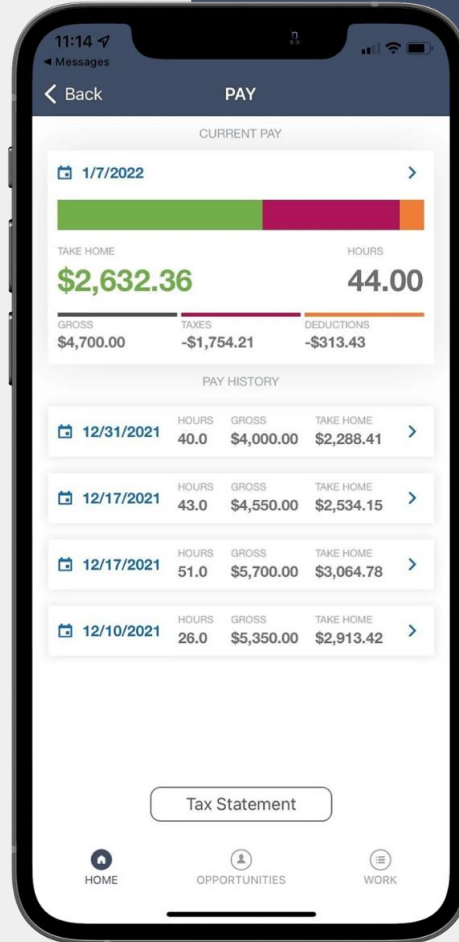 11:14
Messages
Back PAY
CURRENT PAY
1/7/2022
TAKE HOME HOURS
$2,632.36 44.00
GROSS TAXES DEDUCTIONS
$4,700.00 -$1,754.21 -$313.43
PAY HISTORY
HOURS GROSS TAKE HOME
12/31/2021 40.0 $4,000.00 $2,288.41
HOURS GROSS TAKE HOME
12/17/2021 43.0 $4,550.00 $2,534.15
HOURS GROSS TAKE HOME
12/17/2021 51.0 $5,700.00 $3,064.78
HOURS GROSS TAKE HOME
12/10/2021 26.0 $5,350.00 $2,913.42
Tax Statement
HOME OPPORTUNITIES WORK